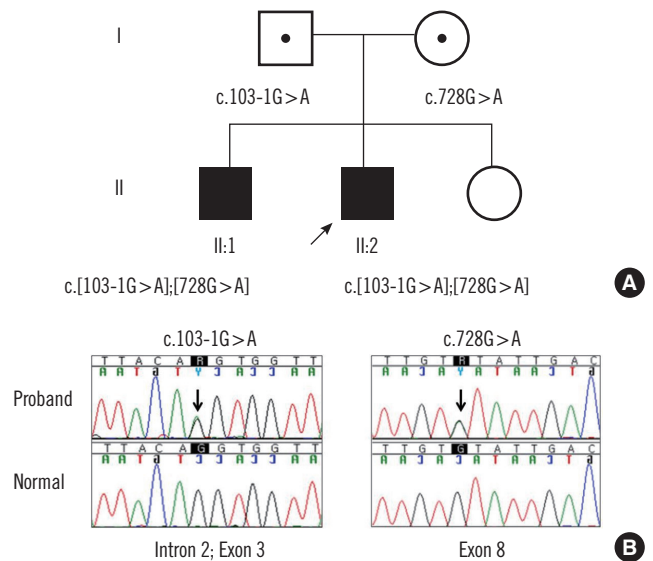 I
c.103-1G>A c.728G>A
II
II:1 II:2
c.[103-1G>A];[728G>A] c.[103-1G>A];[728G>A]
A
c.103-1G>A c.728G>A
T T A C A R G T G G T T T T G T R T A T T G A C
Proband
T T A C A G G T G G T T T T G T G T A T T G A C
Normal
Intron 2; Exon 3 Exon 8
B